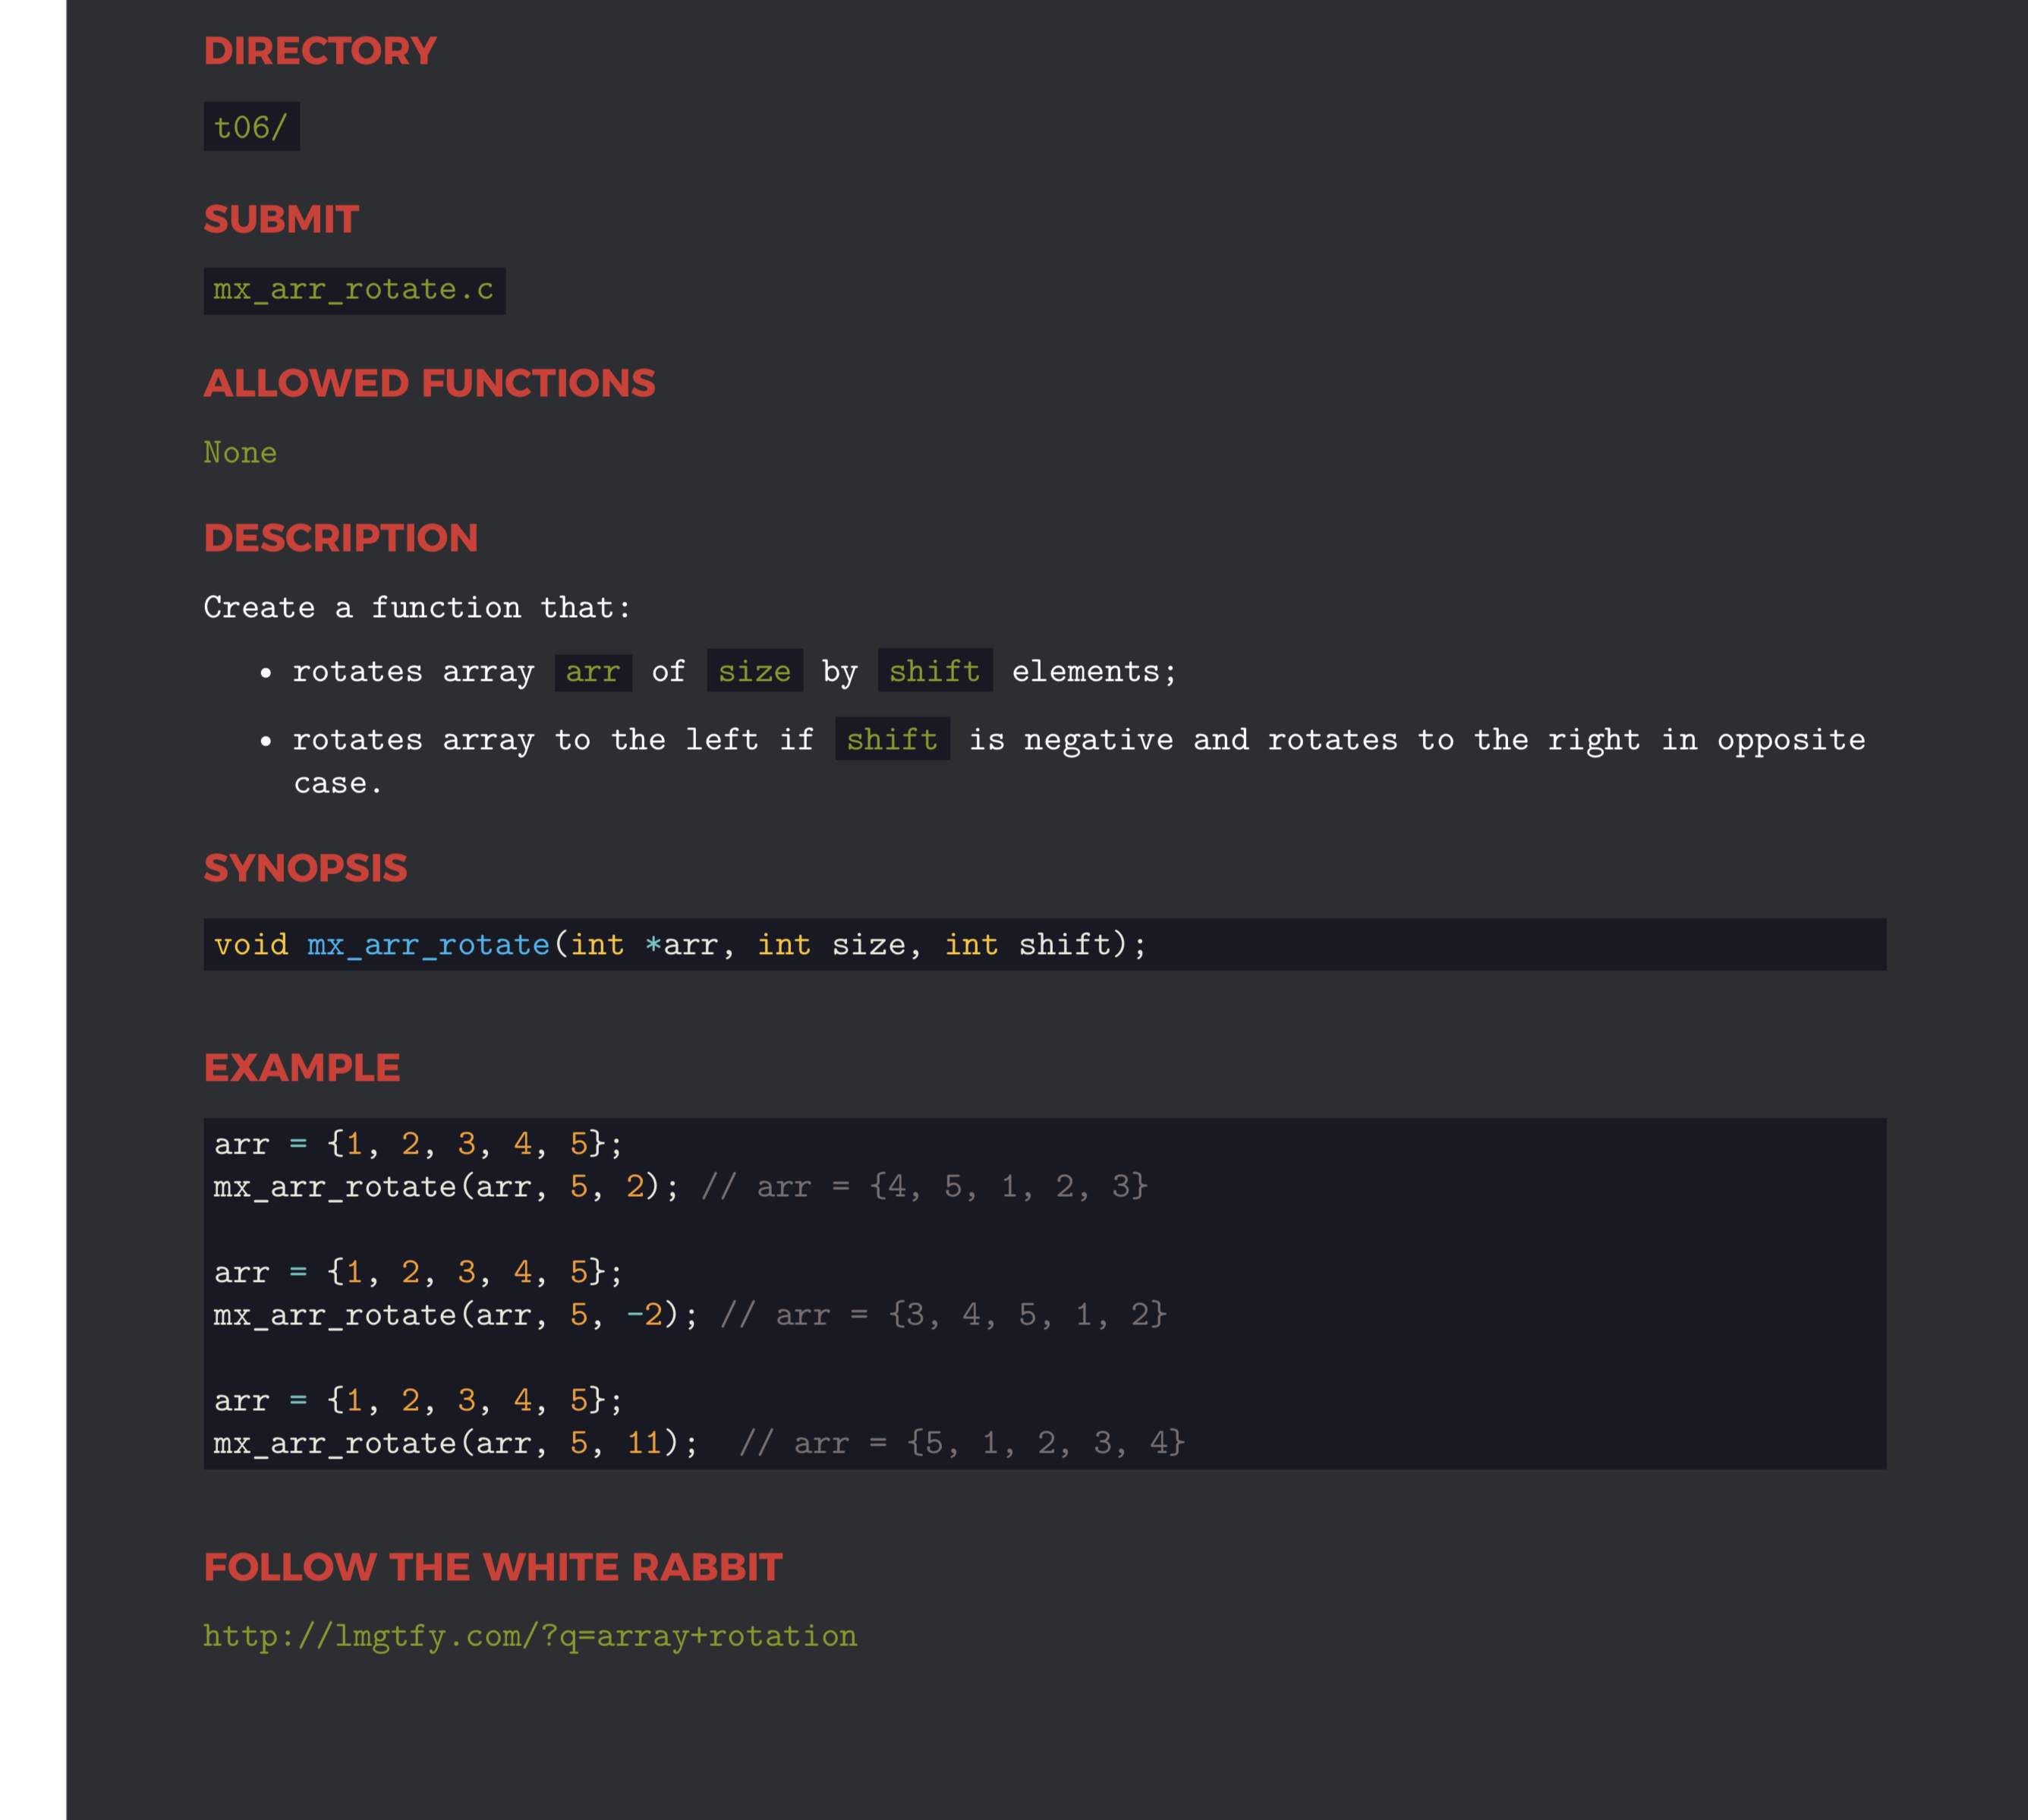 DIRECTORY
t06/
SUBMIT
mx_arr_rotate.c
ALLOWED FUNCTIONS
None
DESCRIPTION
Create a function that:
• rotates array arr of size by shift elements;
• rotates array to the left if shift is negative and rotates to the right in opposite
case.
SYNOPSIS
void mx_arr_rotate(int *arr, int size, int shift);
EXAMPLE
arr = {1, 2, 3, 4, 5};
mx_arr_rotate(arr, 5, 2); // arr = {4, 5, 1, 2, 3}
arr = {1, 2, 3, 4, 5};
mx_arr_rotate(arr, 5, -2); // arr = {3, 4, 5, 1, 2}
arr = {1, 2, 3, 4, 5};
mx_arr_rotate(arr, 5, 11);  // arr = {5, 1, 2, 3, 4}
FOLLOW THE WHITE RABBIT
http://lmgtfy.com/?q=array+rotation